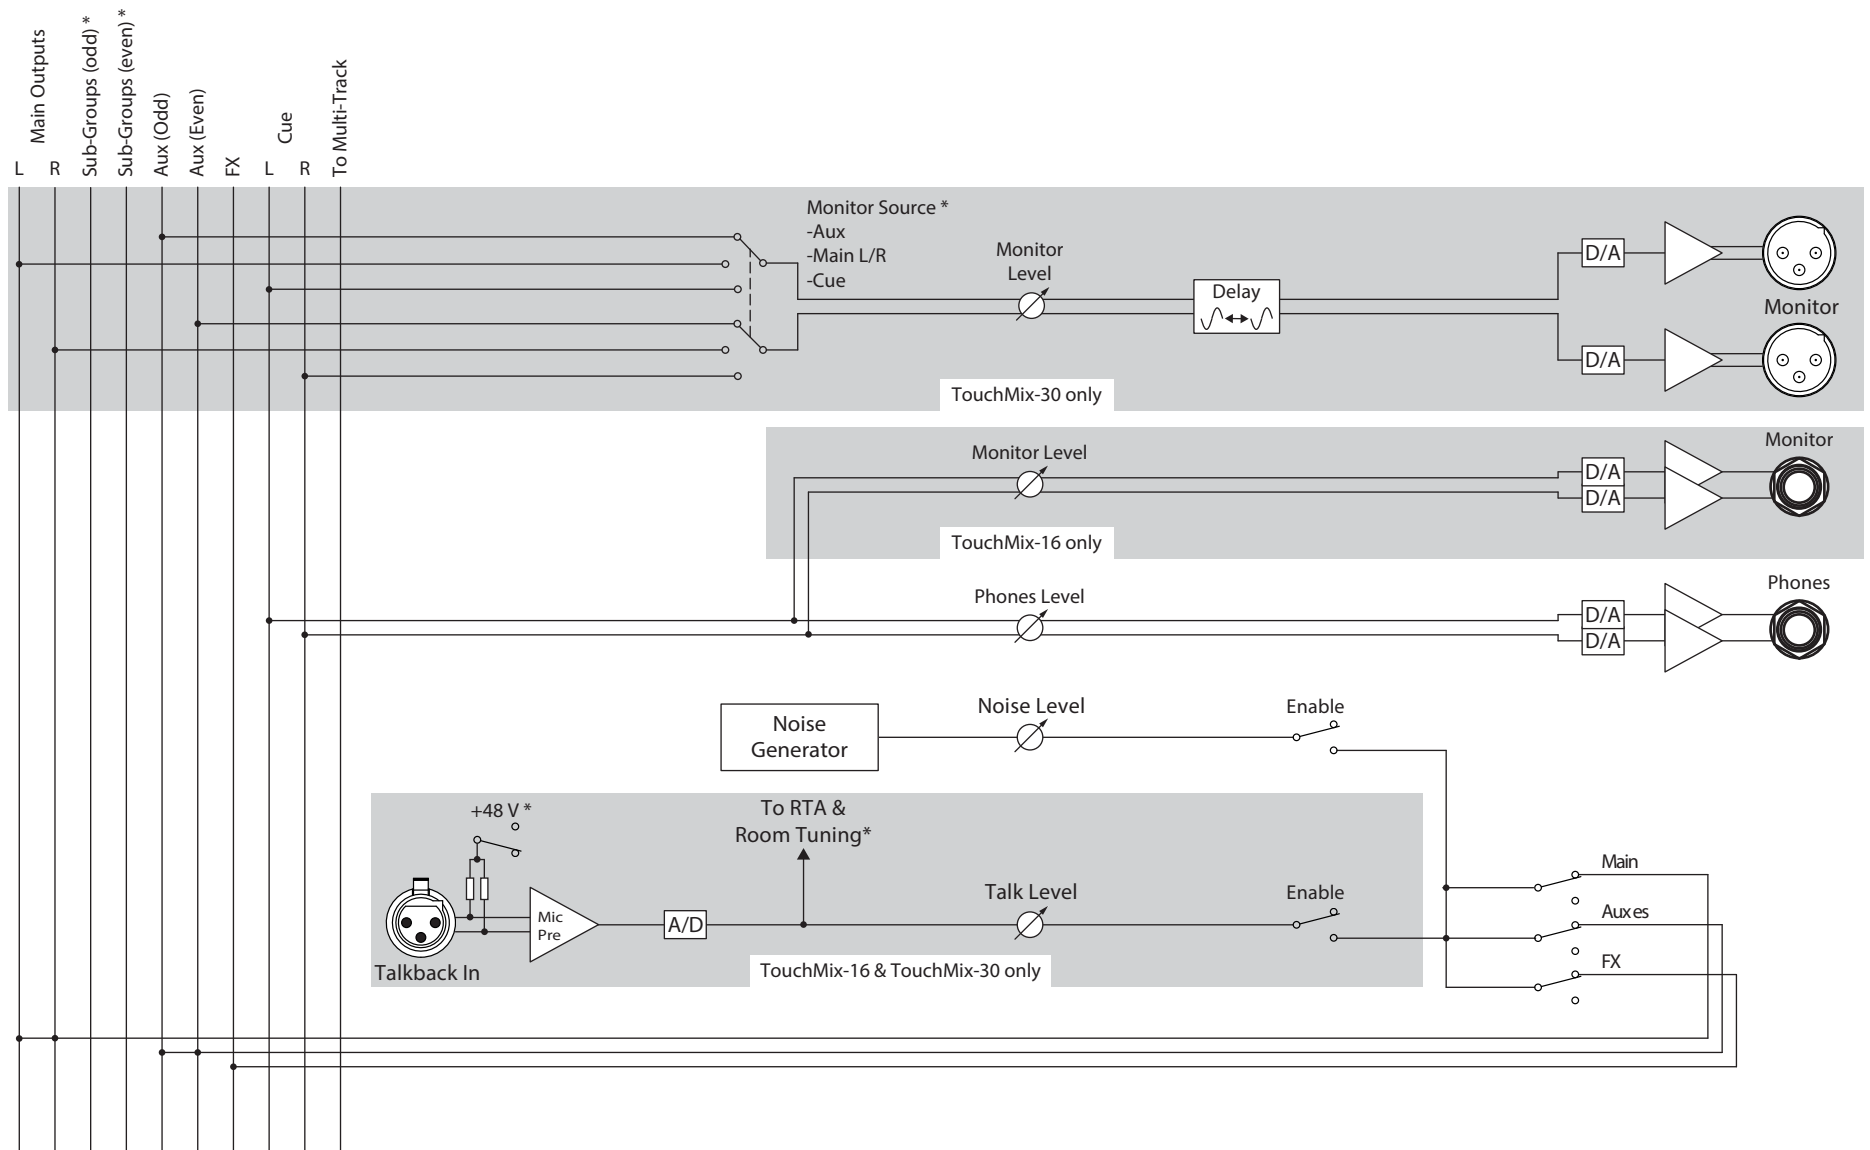 Main Outputs
L
R
Sub-Groups (odd) *
Sub-Groups (even) *
Aux (Odd)
Aux (Even)
FX
Cue
L
R
To Multi-Track
Monitor Source *
-Aux
-Main L/R
-Cue
Monitor
Level
Delay
D/A
Monitor
D/A
TouchMix-30 only
Monitor Level
D/A
D/A
Monitor
TouchMix-16 only
Phones Level
D/A
D/A
Phones
Noise
Generator
Noise Level
Enable
+48 V *
To RTA &
Room Tuning*
Mic
Pre
A/D
Talk Level
Enable
Talkback In
TouchMix-16 & TouchMix-30 only
Main
Auxes
FX